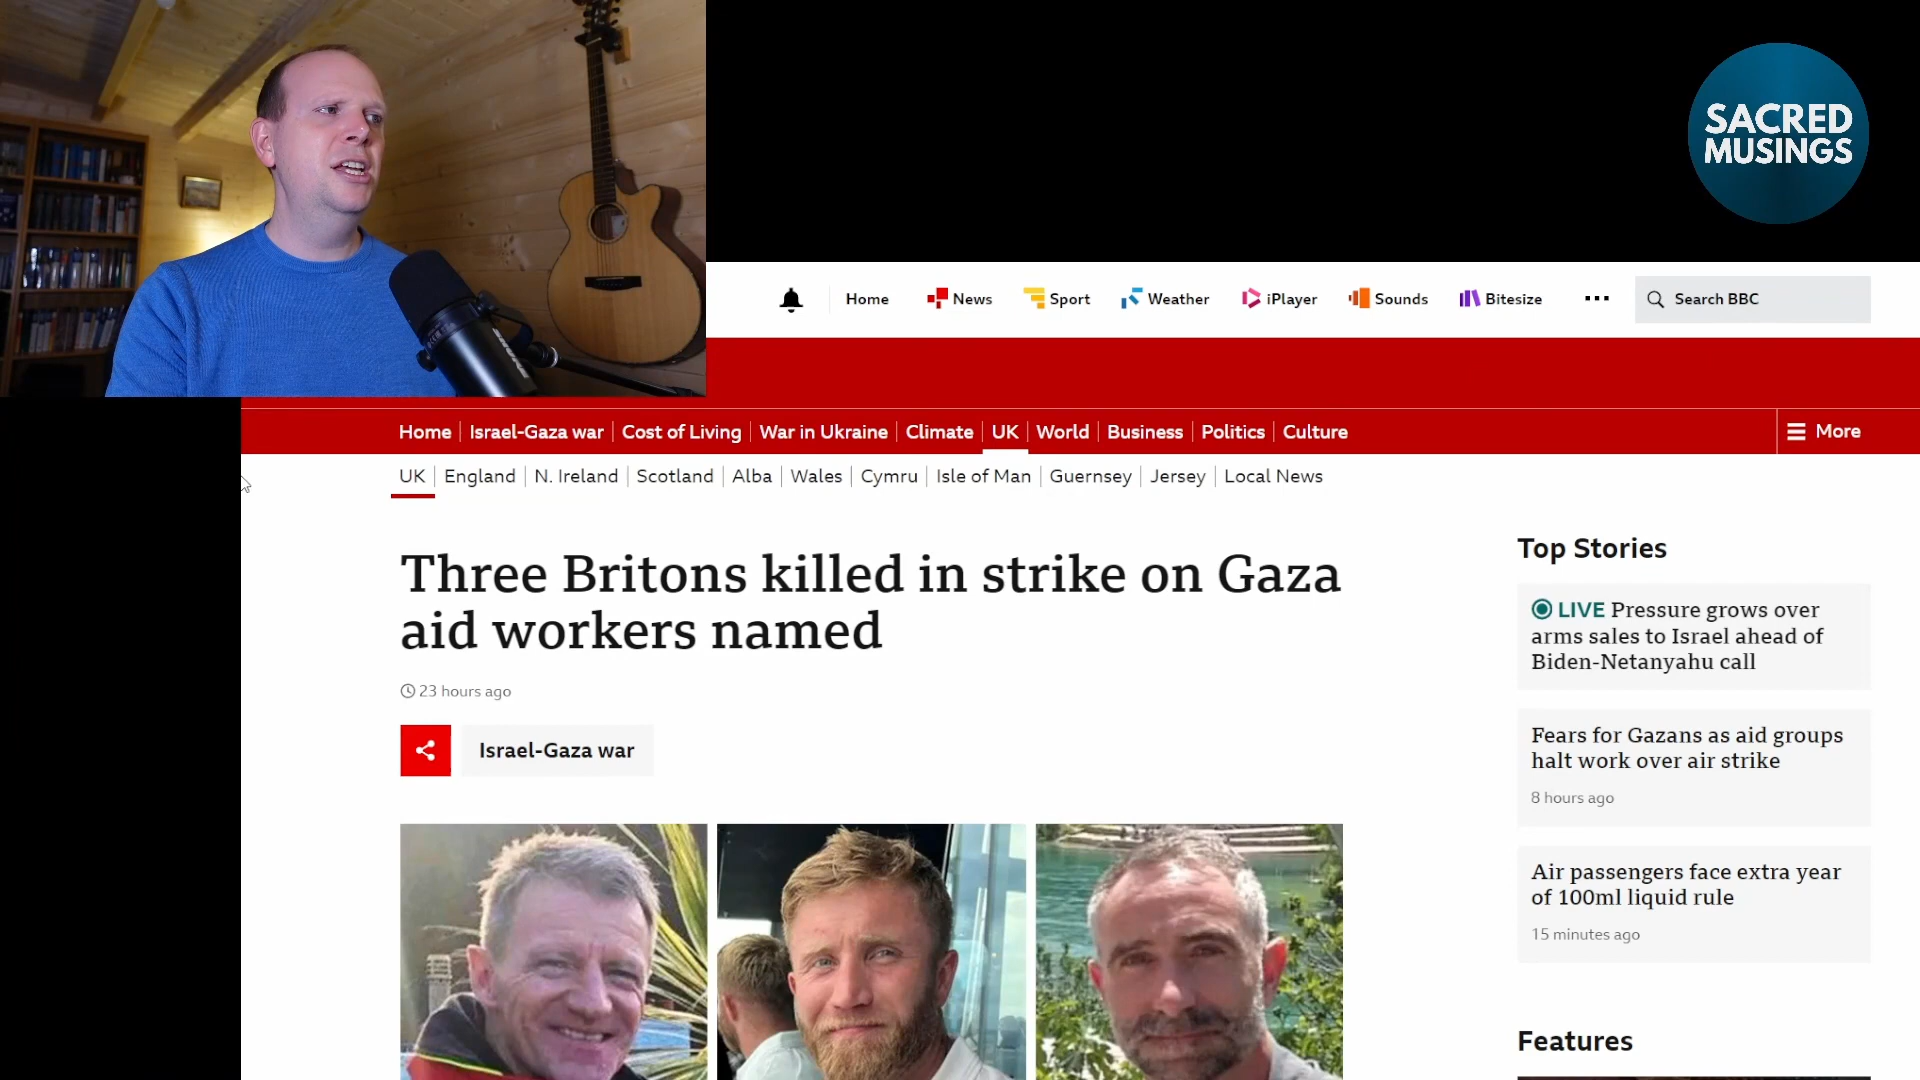 SACRED
MUSINGS
Home
News
Sport
Weather
iPlayer
Sounds
Bitesize
Search BBC
Home
Israel-Gaza war
Cost of Living
War in Ukraine
Climate
UK
World
Business
Politics
Culture
More
UK
England
N. Ireland
Scotland
Alba
Wales
Cymru
Isle of Man
Guernsey
Jersey
Local News
Three Britons killed in strike on Gaza
aid workers named
23 hours ago
Israel-Gaza war
Top Stories
LIVE Pressure grows over
arms sales to Israel ahead of
Biden-Netanyahu call
Fears for Gazans as aid groups
halt work over air strike
8 hours ago
Air passengers face extra year
of 100ml liquid rule
15 minutes ago
Features
SHURE